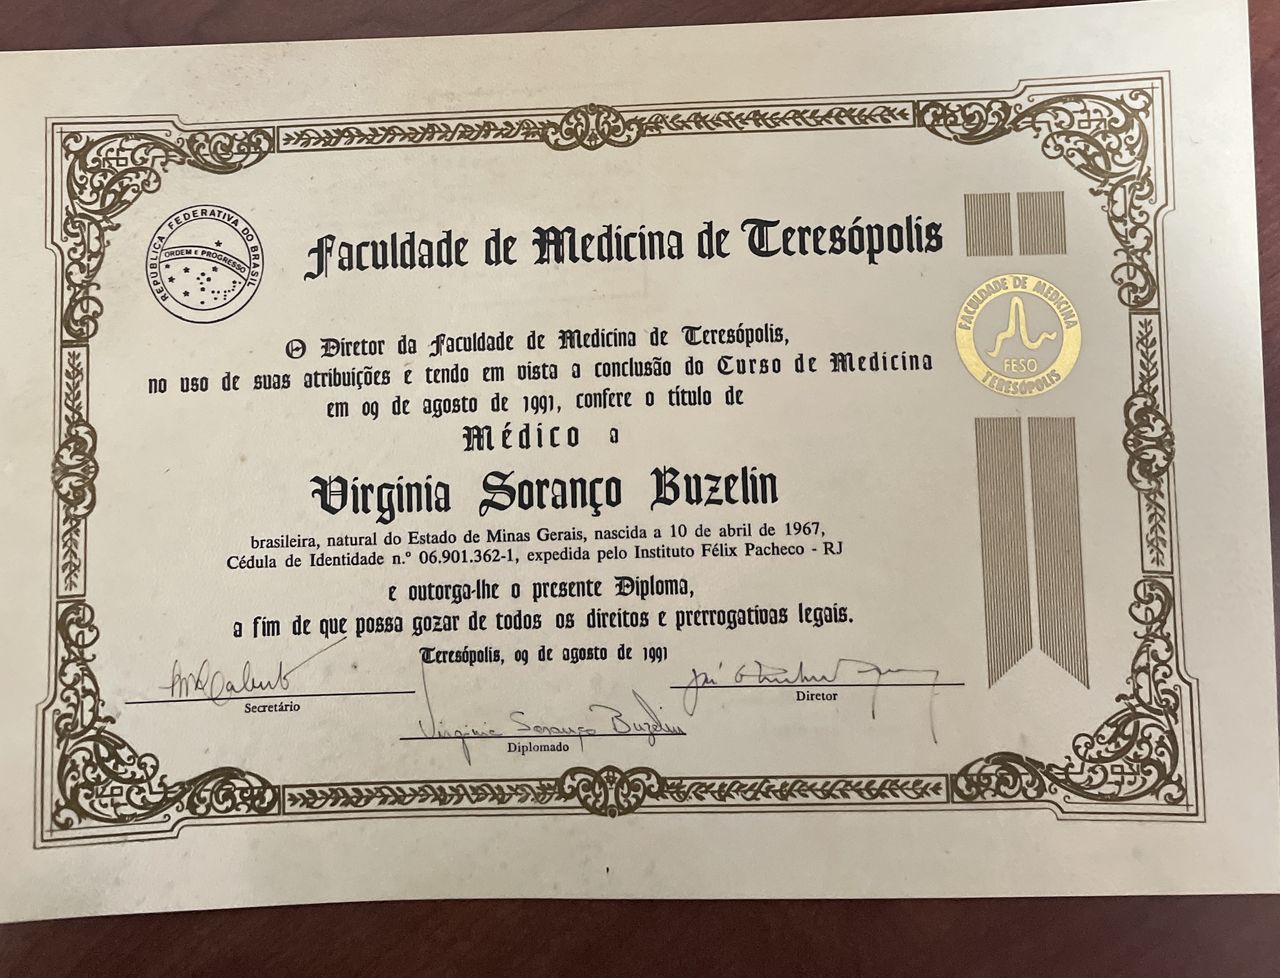 REPÚBLICA FEDERATIVA DO BRASIL
ORDEM E PROGRESSO
Faculdade de Medicina de Teresópolis
FACULDADE DE MEDICINA
FESO
TERESÓPOLIS
O Diretor da Faculdade de Medicina de Teresópolis,
no uso de suas atribuições e tendo em vista a conclusão do Curso de Medicina
em 09 de agosto de 1991, confere o título de
Médico a
Virginia Soranço Buzelin
brasileira, natural do Estado de Minas Gerais, nascida a 10 de abril de 1967,
Cédula de Identidade n.º 06.901.362-1, expedida pelo Instituto Félix Pacheco - RJ
e outorga-lhe o presente Diploma,
a fim de que possa gozar de todos os direitos e prerrogativas legais.
Teresópolis, 09 de agosto de 1991
Secretário
Diretor
Virginia Soranço Buzelin
Diplomado